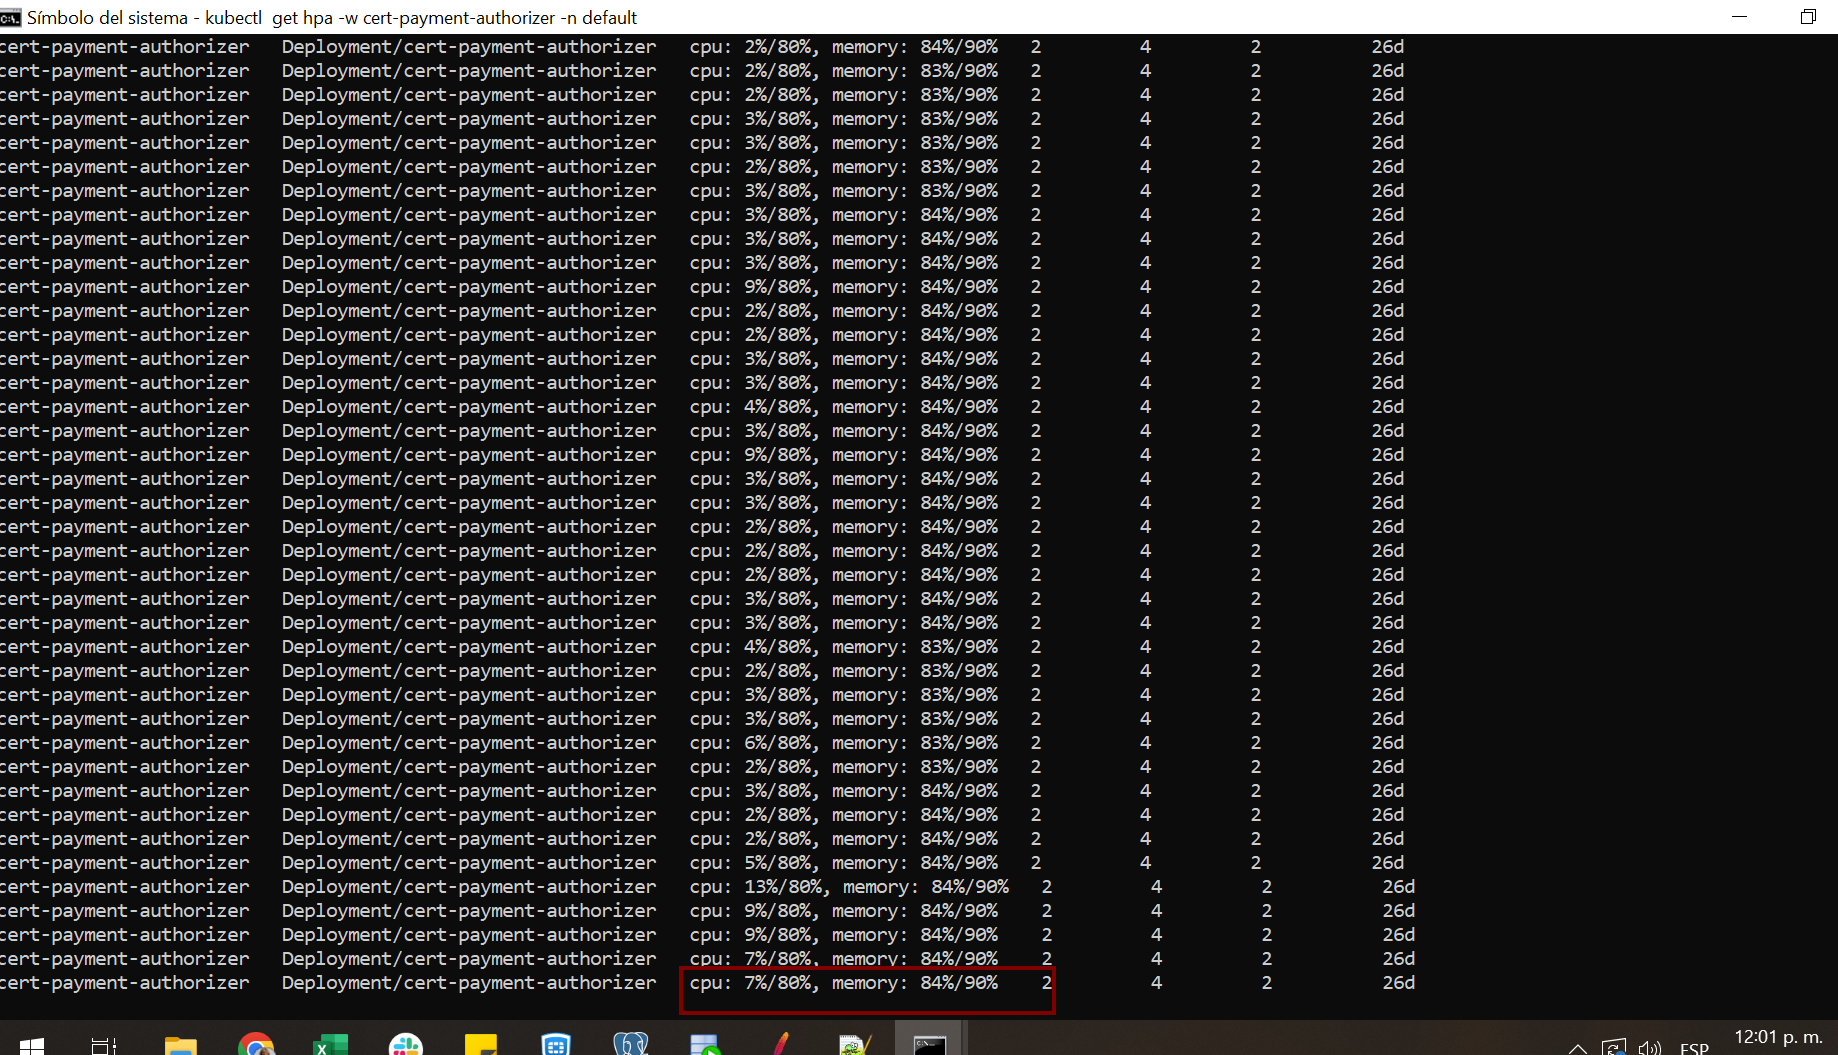 Símbolo del sistema - kubectl  get hpa -w cert-payment-authorizer -n default
cert-payment-authorizer   Deployment/cert-payment-authorizer   cpu: 2%/80%, memory: 84%/90%   2         4         2          26d
cert-payment-authorizer   Deployment/cert-payment-authorizer   cpu: 2%/80%, memory: 83%/90%   2         4         2          26d
cert-payment-authorizer   Deployment/cert-payment-authorizer   cpu: 2%/80%, memory: 83%/90%   2         4         2          26d
cert-payment-authorizer   Deployment/cert-payment-authorizer   cpu: 3%/80%, memory: 83%/90%   2         4         2          26d
cert-payment-authorizer   Deployment/cert-payment-authorizer   cpu: 3%/80%, memory: 83%/90%   2         4         2          26d
cert-payment-authorizer   Deployment/cert-payment-authorizer   cpu: 2%/80%, memory: 83%/90%   2         4         2          26d
cert-payment-authorizer   Deployment/cert-payment-authorizer   cpu: 3%/80%, memory: 83%/90%   2         4         2          26d
cert-payment-authorizer   Deployment/cert-payment-authorizer   cpu: 3%/80%, memory: 84%/90%   2         4         2          26d
cert-payment-authorizer   Deployment/cert-payment-authorizer   cpu: 3%/80%, memory: 84%/90%   2         4         2          26d
cert-payment-authorizer   Deployment/cert-payment-authorizer   cpu: 3%/80%, memory: 84%/90%   2         4         2          26d
cert-payment-authorizer   Deployment/cert-payment-authorizer   cpu: 9%/80%, memory: 84%/90%   2         4         2          26d
cert-payment-authorizer   Deployment/cert-payment-authorizer   cpu: 2%/80%, memory: 84%/90%   2         4         2          26d
cert-payment-authorizer   Deployment/cert-payment-authorizer   cpu: 2%/80%, memory: 84%/90%   2         4         2          26d
cert-payment-authorizer   Deployment/cert-payment-authorizer   cpu: 3%/80%, memory: 84%/90%   2         4         2          26d
cert-payment-authorizer   Deployment/cert-payment-authorizer   cpu: 3%/80%, memory: 84%/90%   2         4         2          26d
cert-payment-authorizer   Deployment/cert-payment-authorizer   cpu: 4%/80%, memory: 84%/90%   2         4         2          26d
cert-payment-authorizer   Deployment/cert-payment-authorizer   cpu: 3%/80%, memory: 84%/90%   2         4         2          26d
cert-payment-authorizer   Deployment/cert-payment-authorizer   cpu: 9%/80%, memory: 84%/90%   2         4         2          26d
cert-payment-authorizer   Deployment/cert-payment-authorizer   cpu: 3%/80%, memory: 84%/90%   2         4         2          26d
cert-payment-authorizer   Deployment/cert-payment-authorizer   cpu: 3%/80%, memory: 84%/90%   2         4         2          26d
cert-payment-authorizer   Deployment/cert-payment-authorizer   cpu: 2%/80%, memory: 84%/90%   2         4         2          26d
cert-payment-authorizer   Deployment/cert-payment-authorizer   cpu: 2%/80%, memory: 84%/90%   2         4         2          26d
cert-payment-authorizer   Deployment/cert-payment-authorizer   cpu: 2%/80%, memory: 84%/90%   2         4         2          26d
cert-payment-authorizer   Deployment/cert-payment-authorizer   cpu: 3%/80%, memory: 84%/90%   2         4         2          26d
cert-payment-authorizer   Deployment/cert-payment-authorizer   cpu: 3%/80%, memory: 84%/90%   2         4         2          26d
cert-payment-authorizer   Deployment/cert-payment-authorizer   cpu: 4%/80%, memory: 83%/90%   2         4         2          26d
cert-payment-authorizer   Deployment/cert-payment-authorizer   cpu: 2%/80%, memory: 83%/90%   2         4         2          26d
cert-payment-authorizer   Deployment/cert-payment-authorizer   cpu: 3%/80%, memory: 83%/90%   2         4         2          26d
cert-payment-authorizer   Deployment/cert-payment-authorizer   cpu: 3%/80%, memory: 83%/90%   2         4         2          26d
cert-payment-authorizer   Deployment/cert-payment-authorizer   cpu: 6%/80%, memory: 83%/90%   2         4         2          26d
cert-payment-authorizer   Deployment/cert-payment-authorizer   cpu: 2%/80%, memory: 83%/90%   2         4         2          26d
cert-payment-authorizer   Deployment/cert-payment-authorizer   cpu: 3%/80%, memory: 84%/90%   2         4         2          26d
cert-payment-authorizer   Deployment/cert-payment-authorizer   cpu: 2%/80%, memory: 84%/90%   2         4         2          26d
cert-payment-authorizer   Deployment/cert-payment-authorizer   cpu: 2%/80%, memory: 84%/90%   2         4         2          26d
cert-payment-authorizer   Deployment/cert-payment-authorizer   cpu: 5%/80%, memory: 84%/90%   2         4         2          26d
cert-payment-authorizer   Deployment/cert-payment-authorizer   cpu: 13%/80%, memory: 84%/90%   2         4         2          26d
cert-payment-authorizer   Deployment/cert-payment-authorizer   cpu: 9%/80%, memory: 84%/90%    2         4         2          26d
cert-payment-authorizer   Deployment/cert-payment-authorizer   cpu: 9%/80%, memory: 84%/90%    2         4         2          26d
cert-payment-authorizer   Deployment/cert-payment-authorizer   cpu: 7%/80%, memory: 84%/90%    2         4         2          26d
cert-payment-authorizer   Deployment/cert-payment-authorizer   cpu: 7%/80%, memory: 84%/90%    2         4         2          26d
12:01 p. m.
ESP